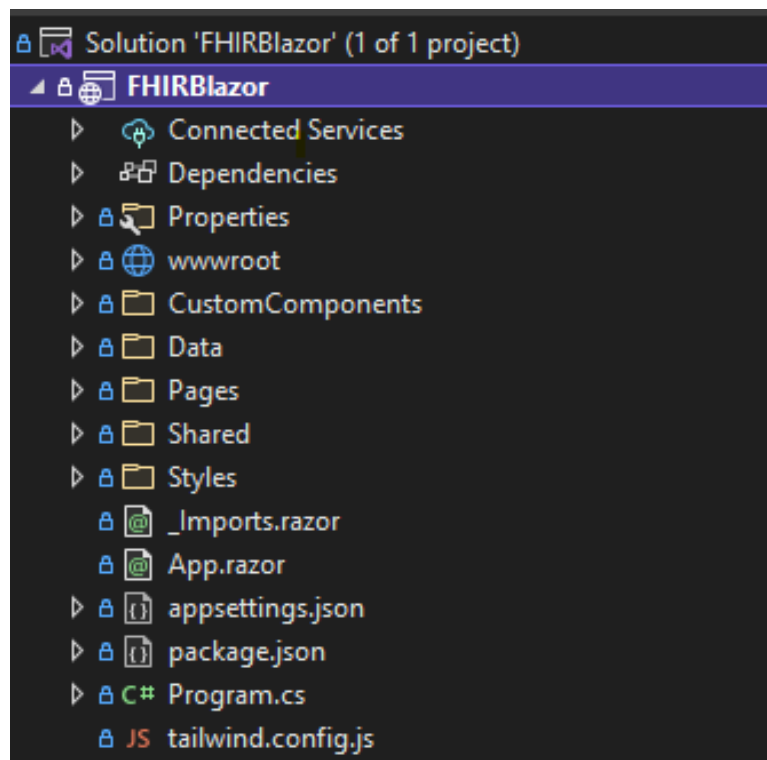 Solution 'FHIRBlazor' (1 of 1 project)
FHIRBlazor
Connected Services
Dependencies
Properties
wwwroot
CustomComponents
Data
Pages
Shared
Styles
_Imports.razor
App.razor
appsettings.json
package.json
C# Program.cs
JS tailwind.config.js